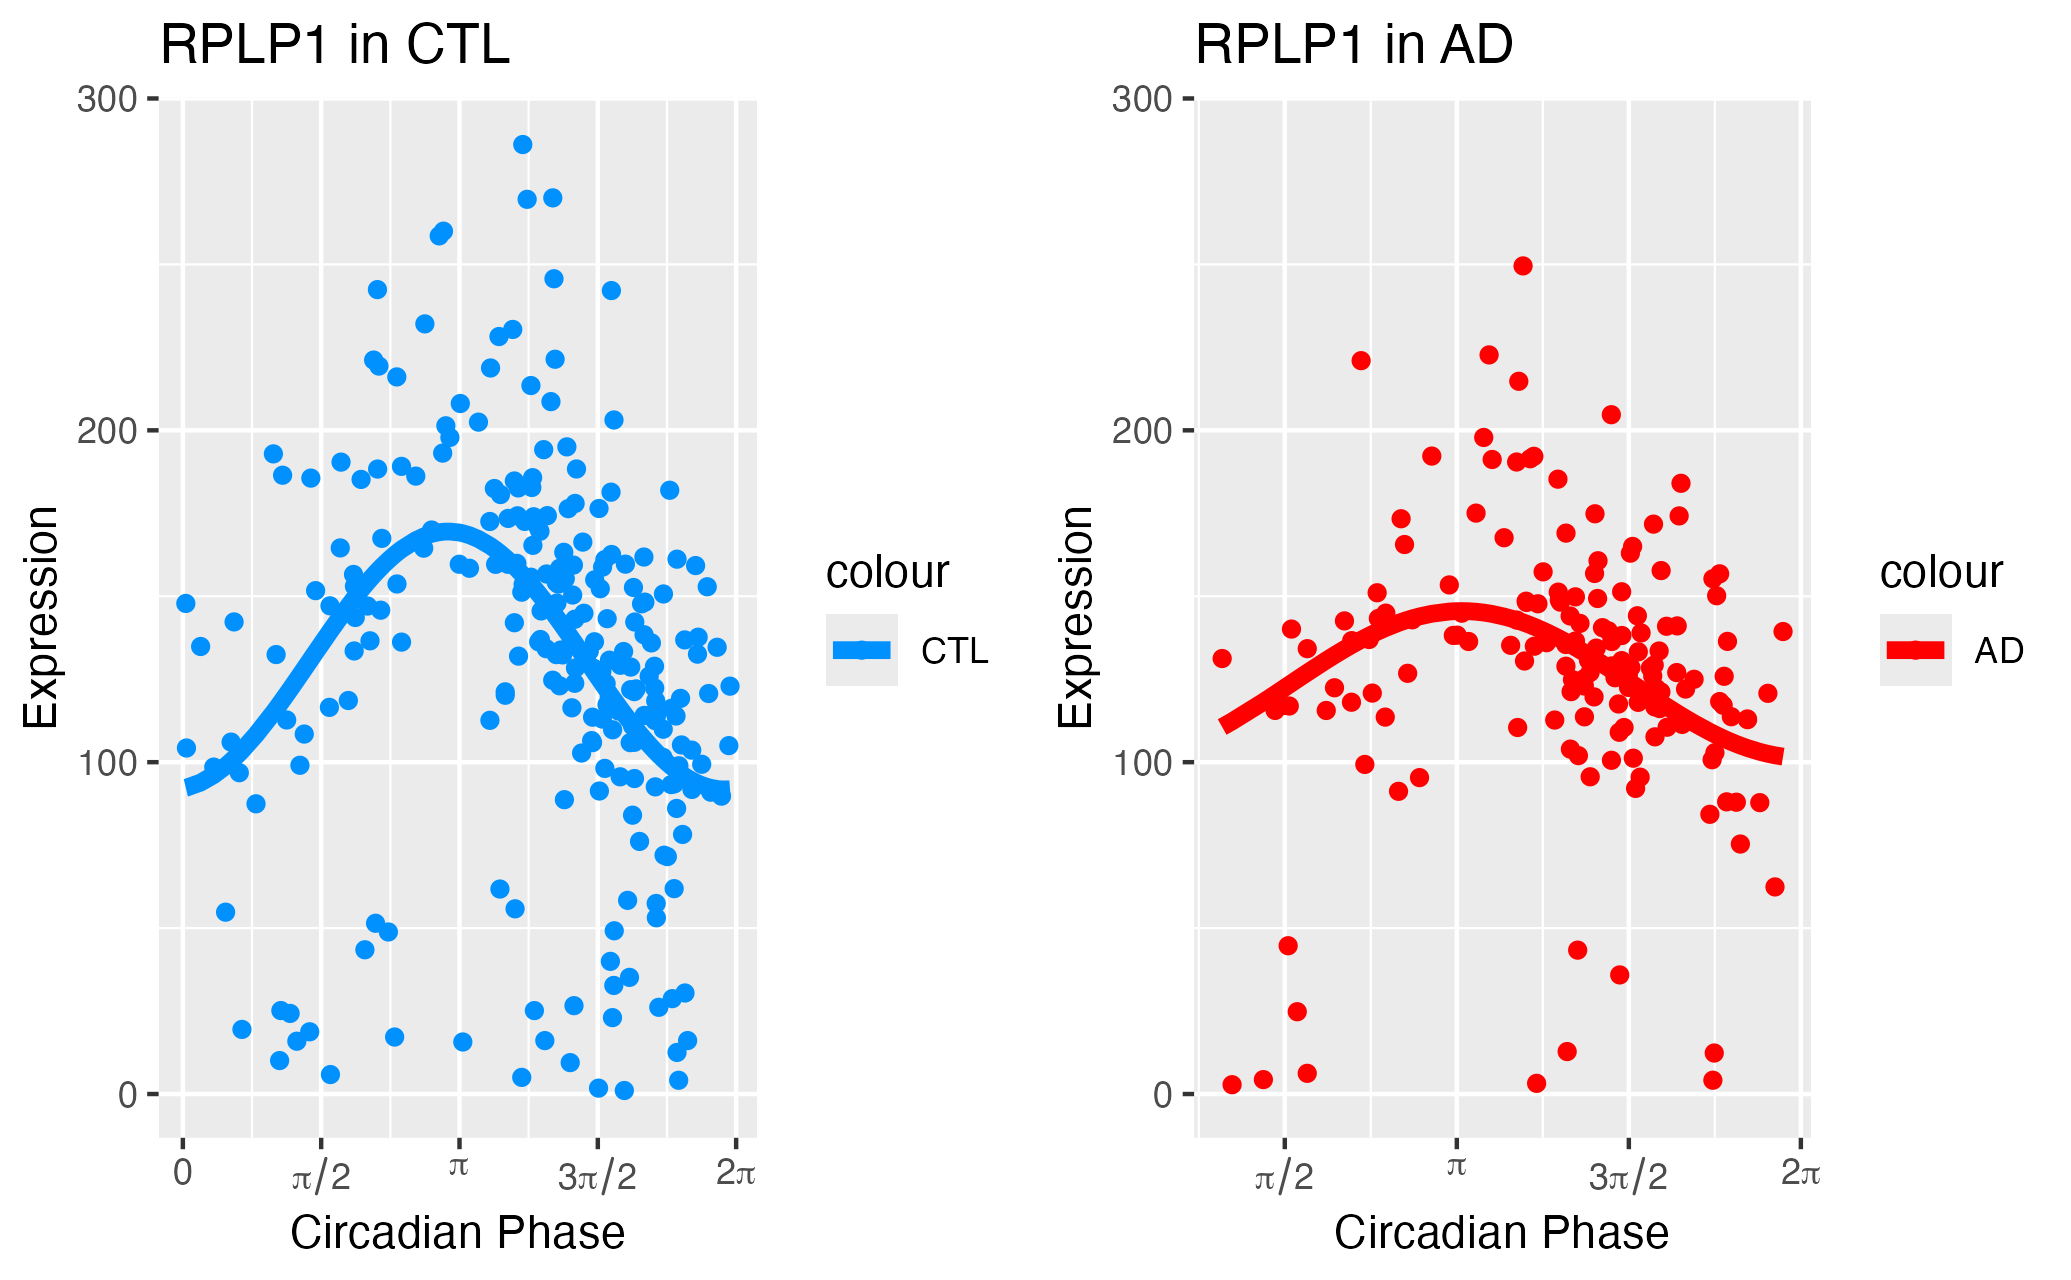 RPLP1 in CTL
Expression
300
200
100
0
0 π/2 π 3π/2 2π
Circadian Phase
colour
CTL
RPLP1 in AD
Expression
300
200
100
0
π/2 π 3π/2 2π
Circadian Phase
colour
AD